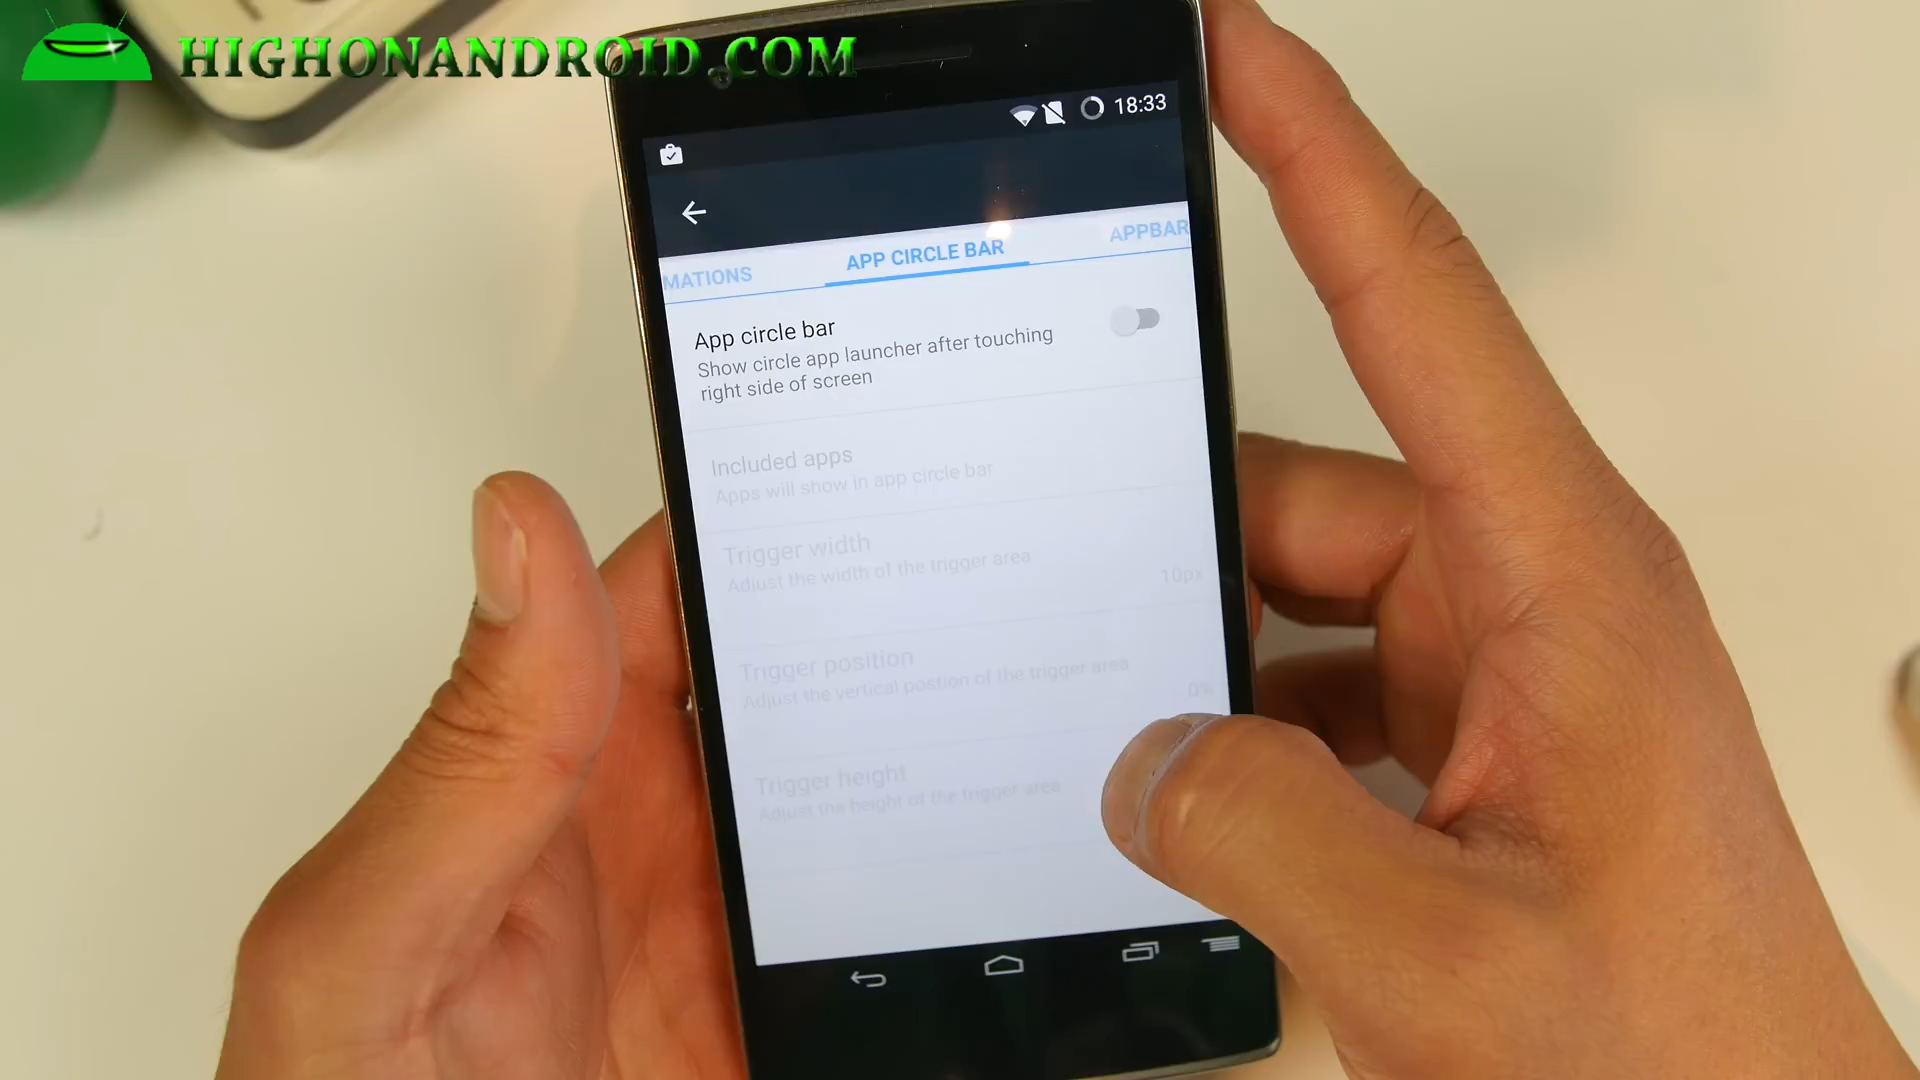 HIGHONANDROID.COM
18:33
MATIONS
APP CIRCLE BAR
APPBAR
App circle bar
Show circle app launcher after touching
right side of screen
Included apps
Apps will show in app circle bar
Trigger width
Adjust the width of the trigger area
10px
Trigger position
Adjust the vertical postion of the trigger area
0%
Trigger height
Adjust the height of the trigger area